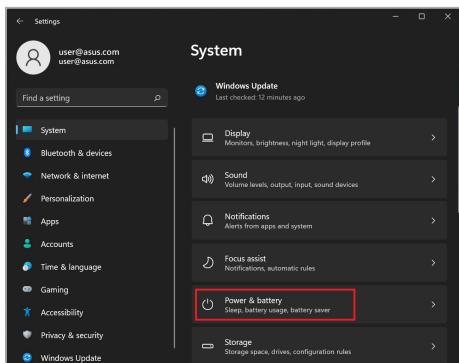 Settings
user@asus.com
user@asus.com
Find a setting
System
Bluetooth & devices
Network & internet
Personalization
Apps
Accounts
Time & language
Gaming
Accessibility
Privacy & security
Windows Update
System
Windows Update
Last checked: 12 minutes ago
Display
Monitors, brightness, night light, display profile
Sound
Volume levels, output, input, sound devices
Notifications
Alerts from apps and system
Focus assist
Notifications, automatic rules
Power & battery
Sleep, battery usage, battery saver
Storage
Storage space, drives, configuration rules